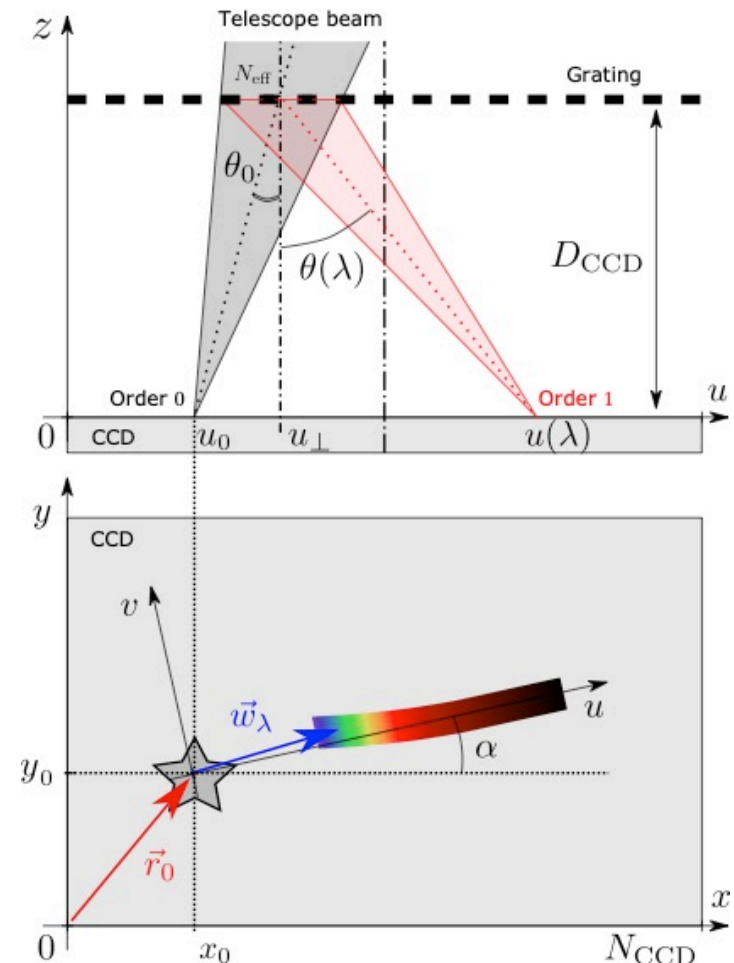 Telescope beam
z
N_eff
Grating
θ_0
θ(λ)
D_CCD
Order 0
Order 1
u
0
CCD
u_0
u_⊥
u(λ)
y
CCD
v
w⃗_λ
u
α
y_0
r⃗_0
x
0
x_0
N_CCD